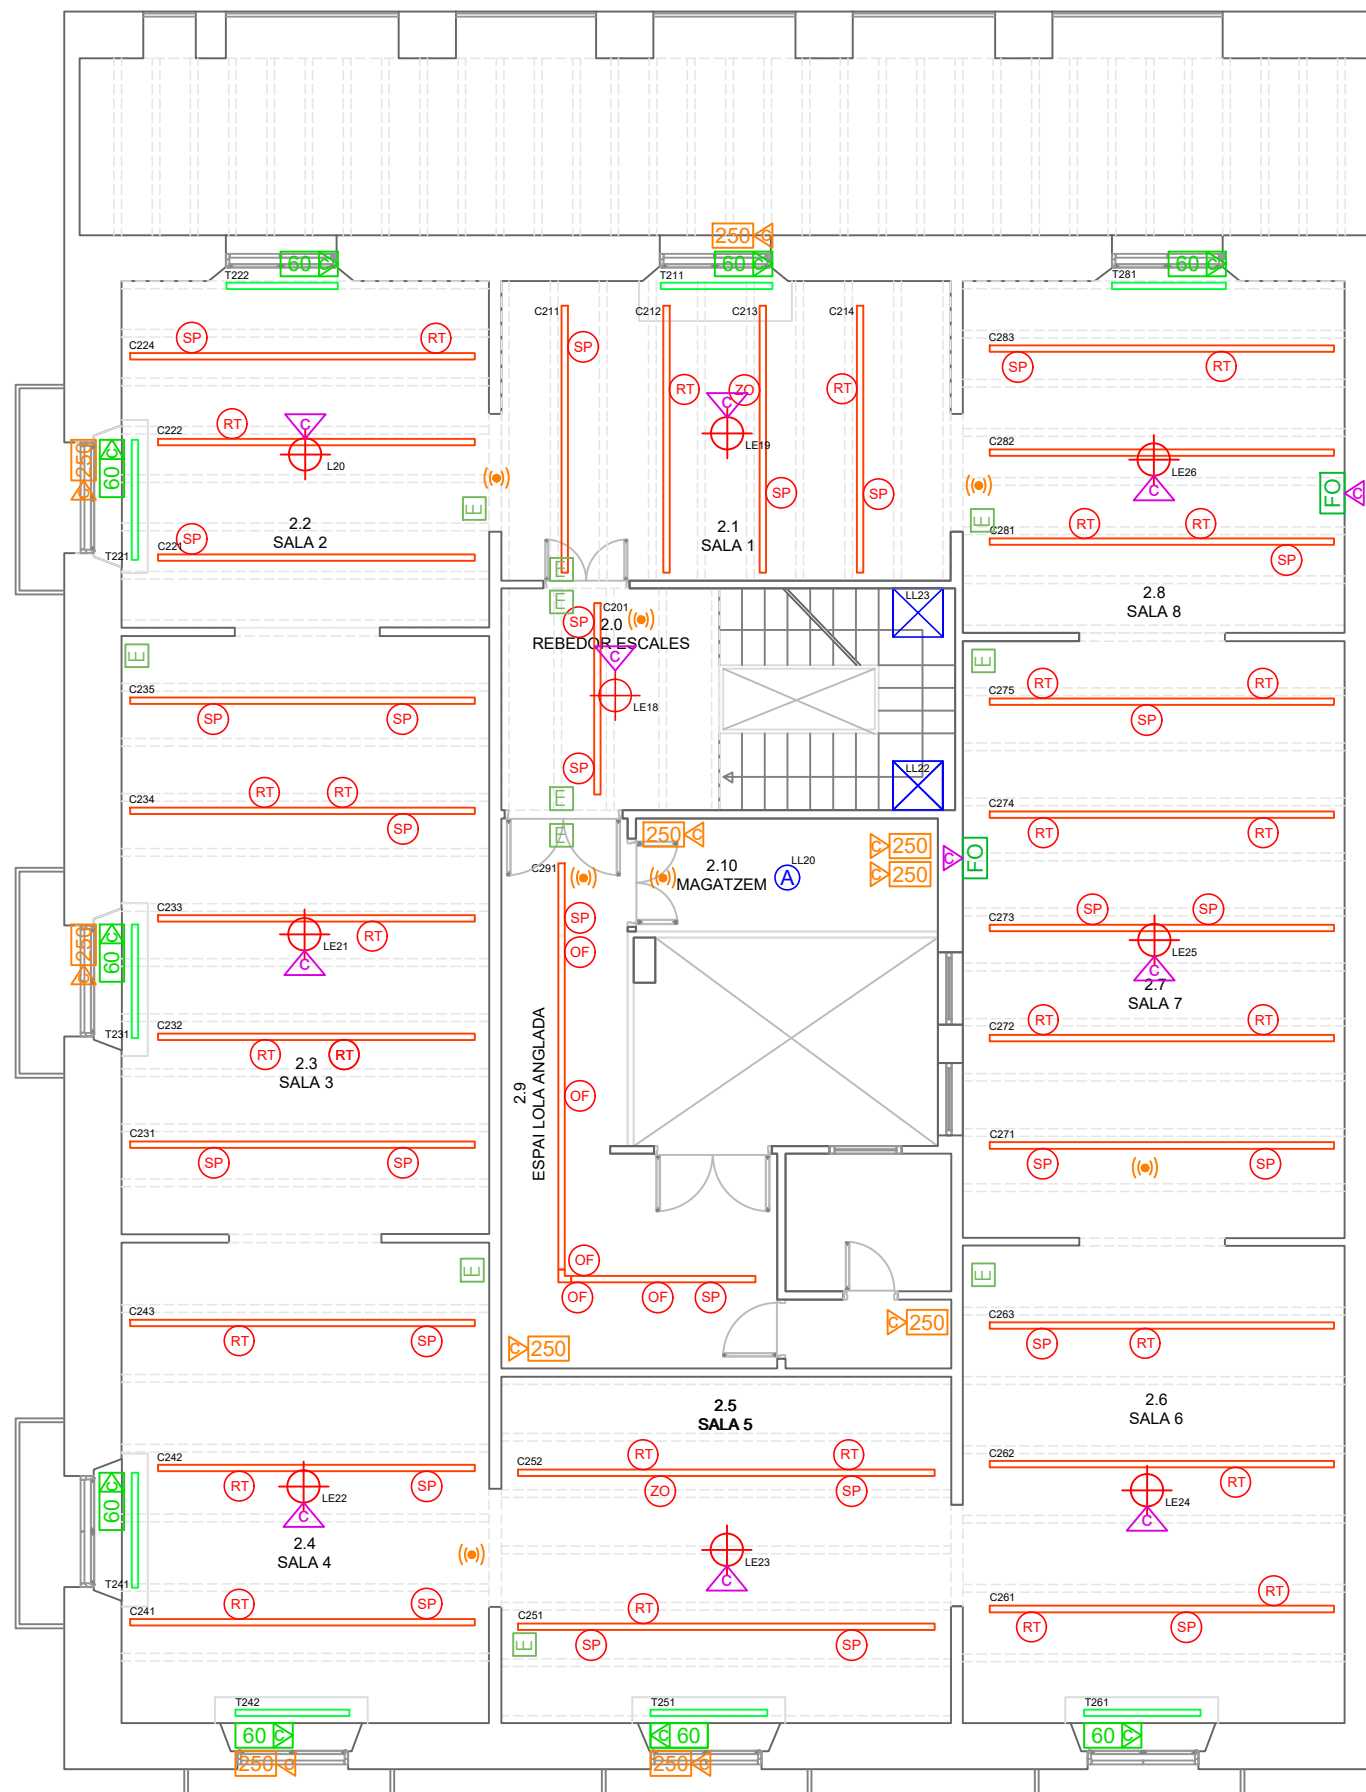 250 C
60 C
60 C
60 C
T222
T211
T281
C211
C212
C213
C214
SP
RT
C224
SP
C283
SP
RT
RT
RT
ZO
RT
C
C
C222
L20
LE19
C282
LE26
C
250
C
60 C
SP
SP
FO
C
E
2.2
SALA 2
2.1
SALA 1
E
RT
RT
C281
SP
C221
SP
T221
E
E
2.8
SALA 8
LL23
C201
SP
2.0
REBEDOR ESCALES
C
LE18
E
E
C235
SP
SP
C275
RT
RT
SP
SP
LL22
RT
RT
C234
SP
E
E
C274
RT
RT
250 C
C 250
C 250
C FO
2.10
MAGATZEM
A
LL20
C291
SP
OF
C233
RT
LE21
C
250
C
60 C
SP
SP
C273
LE25
C
2.7
SALA 7
T231
C232
RT
RT
2.3
SALA 3
RT
RT
C272
2.9
ESPAI LOLA ANGLADA
OF
C231
SP
SP
C271
SP
SP
E
OF
OF
OF
SP
E
C243
RT
SP
C 250
C 250
C263
SP
RT
2.5
SALA 5
2.6
SALA 6
C242
RT
SP
LE22
C
60 C
RT
RT
C252
ZO
SP
C262
RT
LE24
C
2.4
SALA 4
LE23
C
T241
RT
SP
C241
RT
C251
SP
SP
E
RT
C261
RT
SP
T242
T251
T261
60 C
C 60
60 C
250 C
250 C